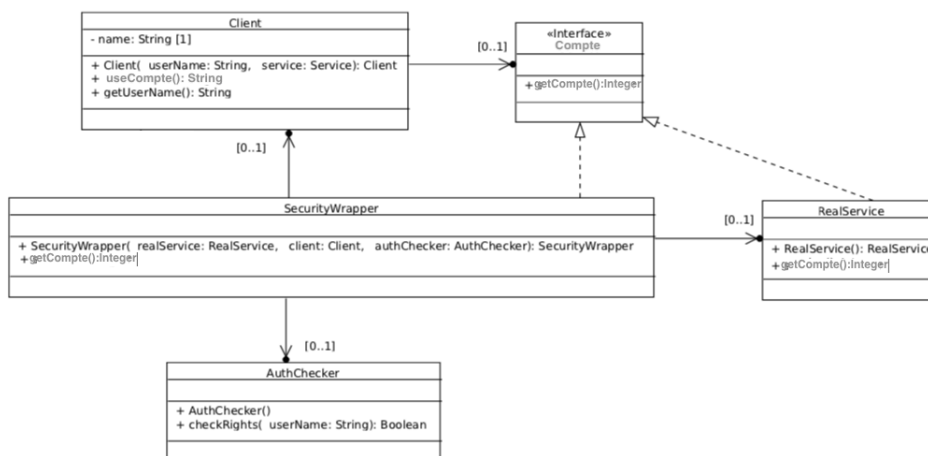 Client
- name: String [1]
+ Client( userName: String, service: Service): Client
+ useCompte(): String
+ getUserName(): String
[0..1]
«Interface»
Compte
+getCompte():Integer
[0..1]
SecurityWrapper
+ SecurityWrapper( realService: RealService, client: Client, authChecker: AuthChecker): SecurityWrapper
+getCompte():Integer
[0..1]
RealService
+ RealService(): RealService
+getCompte():Integer
[0..1]
AuthChecker
+ AuthChecker()
+ checkRights( userName: String): Boolean